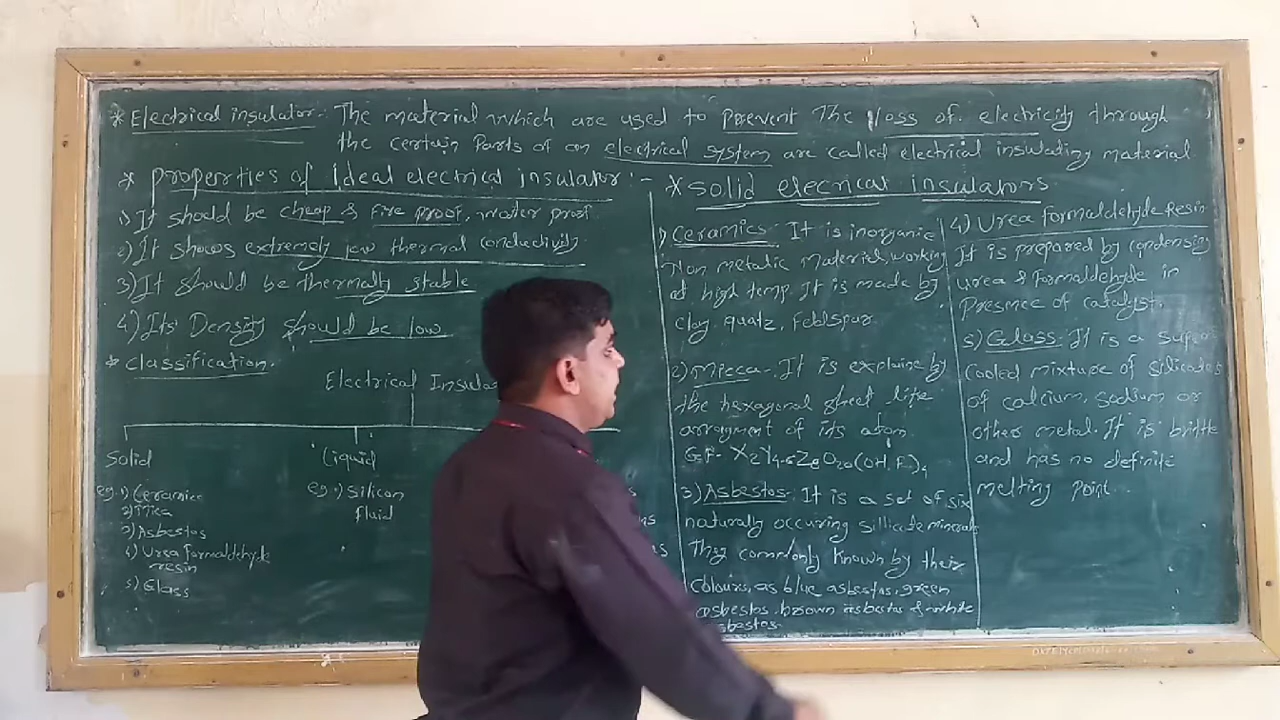 * Electrical insulator:- The material which are used to prevent The loss of electricity through
the certain Parts of an electrical system are called electrical insulating material
* properties of Ideal electrical insulator :-
1) It should be cheap & Fire proof, water proof.
2) It shows extremely low thermal conductivity
3) It should be thermally stable
4) Its Density should be low
* Classification.
Electrical Insula
Solid
eg. 1) Ceramics
2) Mica
3) Asbestos
4) Urea formaldehyde
resin
5) Glass
Liquid
eg. 1) Silicon
fluid
* Solid elecrical insulators
1) Ceramics: It is inorganic
Non metalic Material, working
at high temp. It is made by
clay, quatz, Feblspar.
2) Micca-. It is explaine by
the hexagonal sheet like
arragment of its atom.
G.F- X2Y4-6Z8O20(OH,F)4
3) Asbestos:- It is a set of six
naturally occuring sillicate minerals
They commonly known by their
Colours, as blue asbestos, green
asbestos brown asbestos & white
asbestos.
4) Urea formaldehyde Resin
It is prepared by condensing
urea & Formaldehyde in
Presence of catalyst.
5) Glass:- It is a super
cooled mixture of silicates
of calcium, sodium or
other metal. It is brittle
and has no definite
melting point..